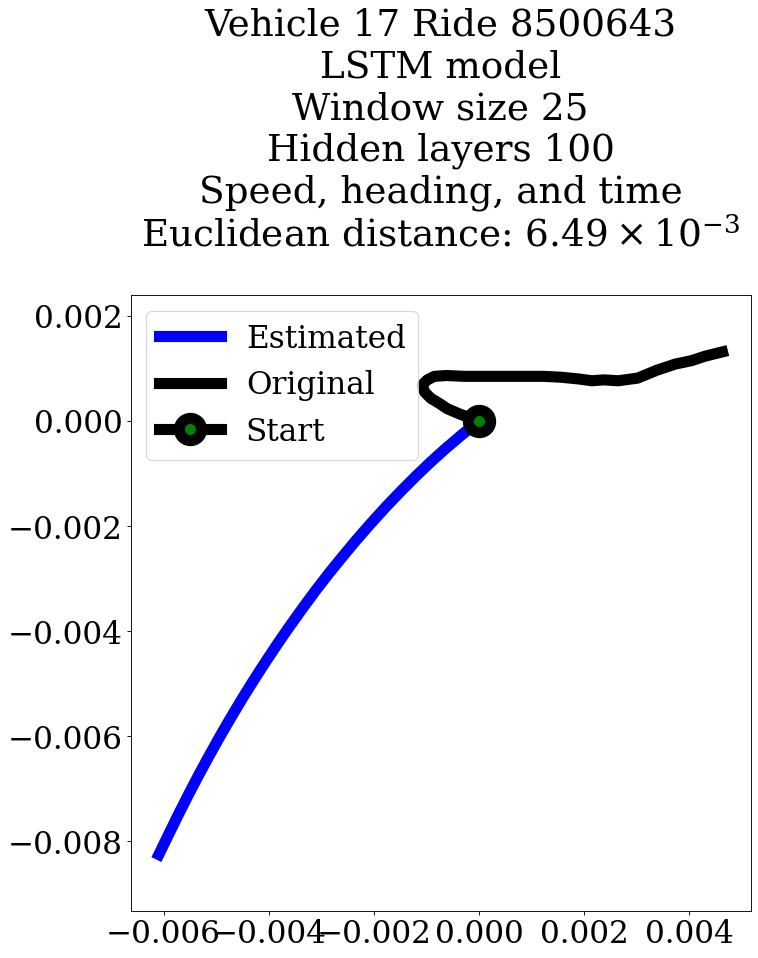 Vehicle 17 Ride 8500643
LSTM model
Window size 25
Hidden layers 100
Speed, heading, and time
Euclidean distance: 6.49 × 10⁻³
Estimated
Original
Start
0.002
0.000
−0.002
−0.004
−0.006
−0.008
−0.006 −0.004 −0.002 0.000 0.002 0.004